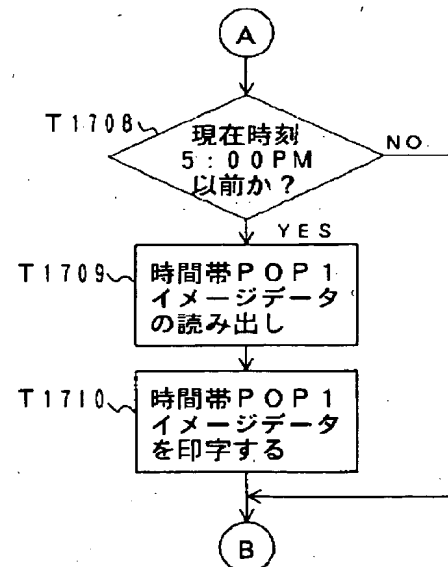 A
T1708
現在時刻
5:00PM
以前か?
NO
YES
T1709
時間帯POP1
イメージデータ
の読み出し
T1710
時間帯POP1
イメージデータ
を印字する
B